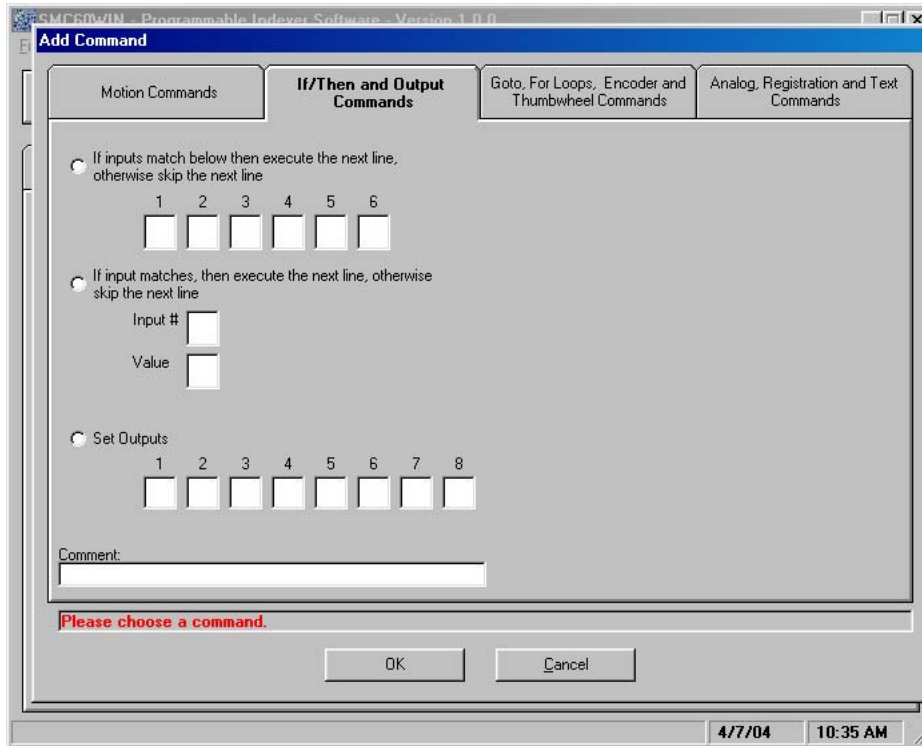 SMC60WIN - Programmable Indexer Software - Version 1.0.0
Add Command
Motion Commands
If/Then and Output
Commands
Goto, For Loops, Encoder and
Thumbwheel Commands
Analog, Registration and Text
Commands
If inputs match below then execute the next line,
otherwise skip the next line
1 2 3 4 5 6
If input matches, then execute the next line, otherwise
skip the next line
Input #
Value
Set Outputs
1 2 3 4 5 6 7 8
Comment:
Please choose a command.
OK
Cancel
4/7/04
10:35 AM